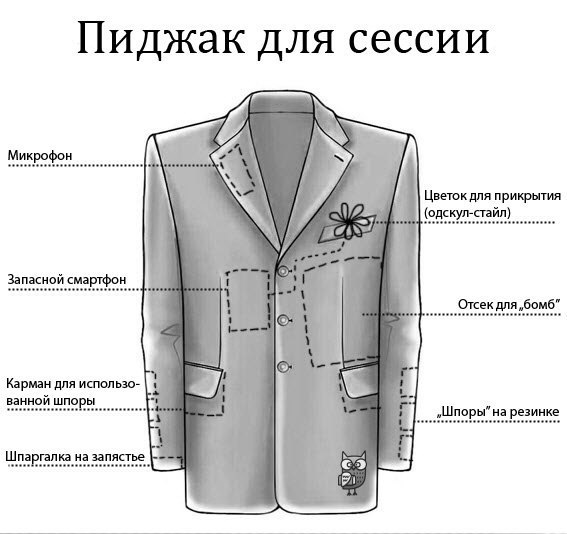 Пиджак для сессии
Микрофон
Цветок для прикрытия
(одскул-стайл)
Запасной смартфон
Отсек для „бомб”
Карман для использо-
ванной шпоры
„Шпоры” на резинке
Шпаргалка на запястье